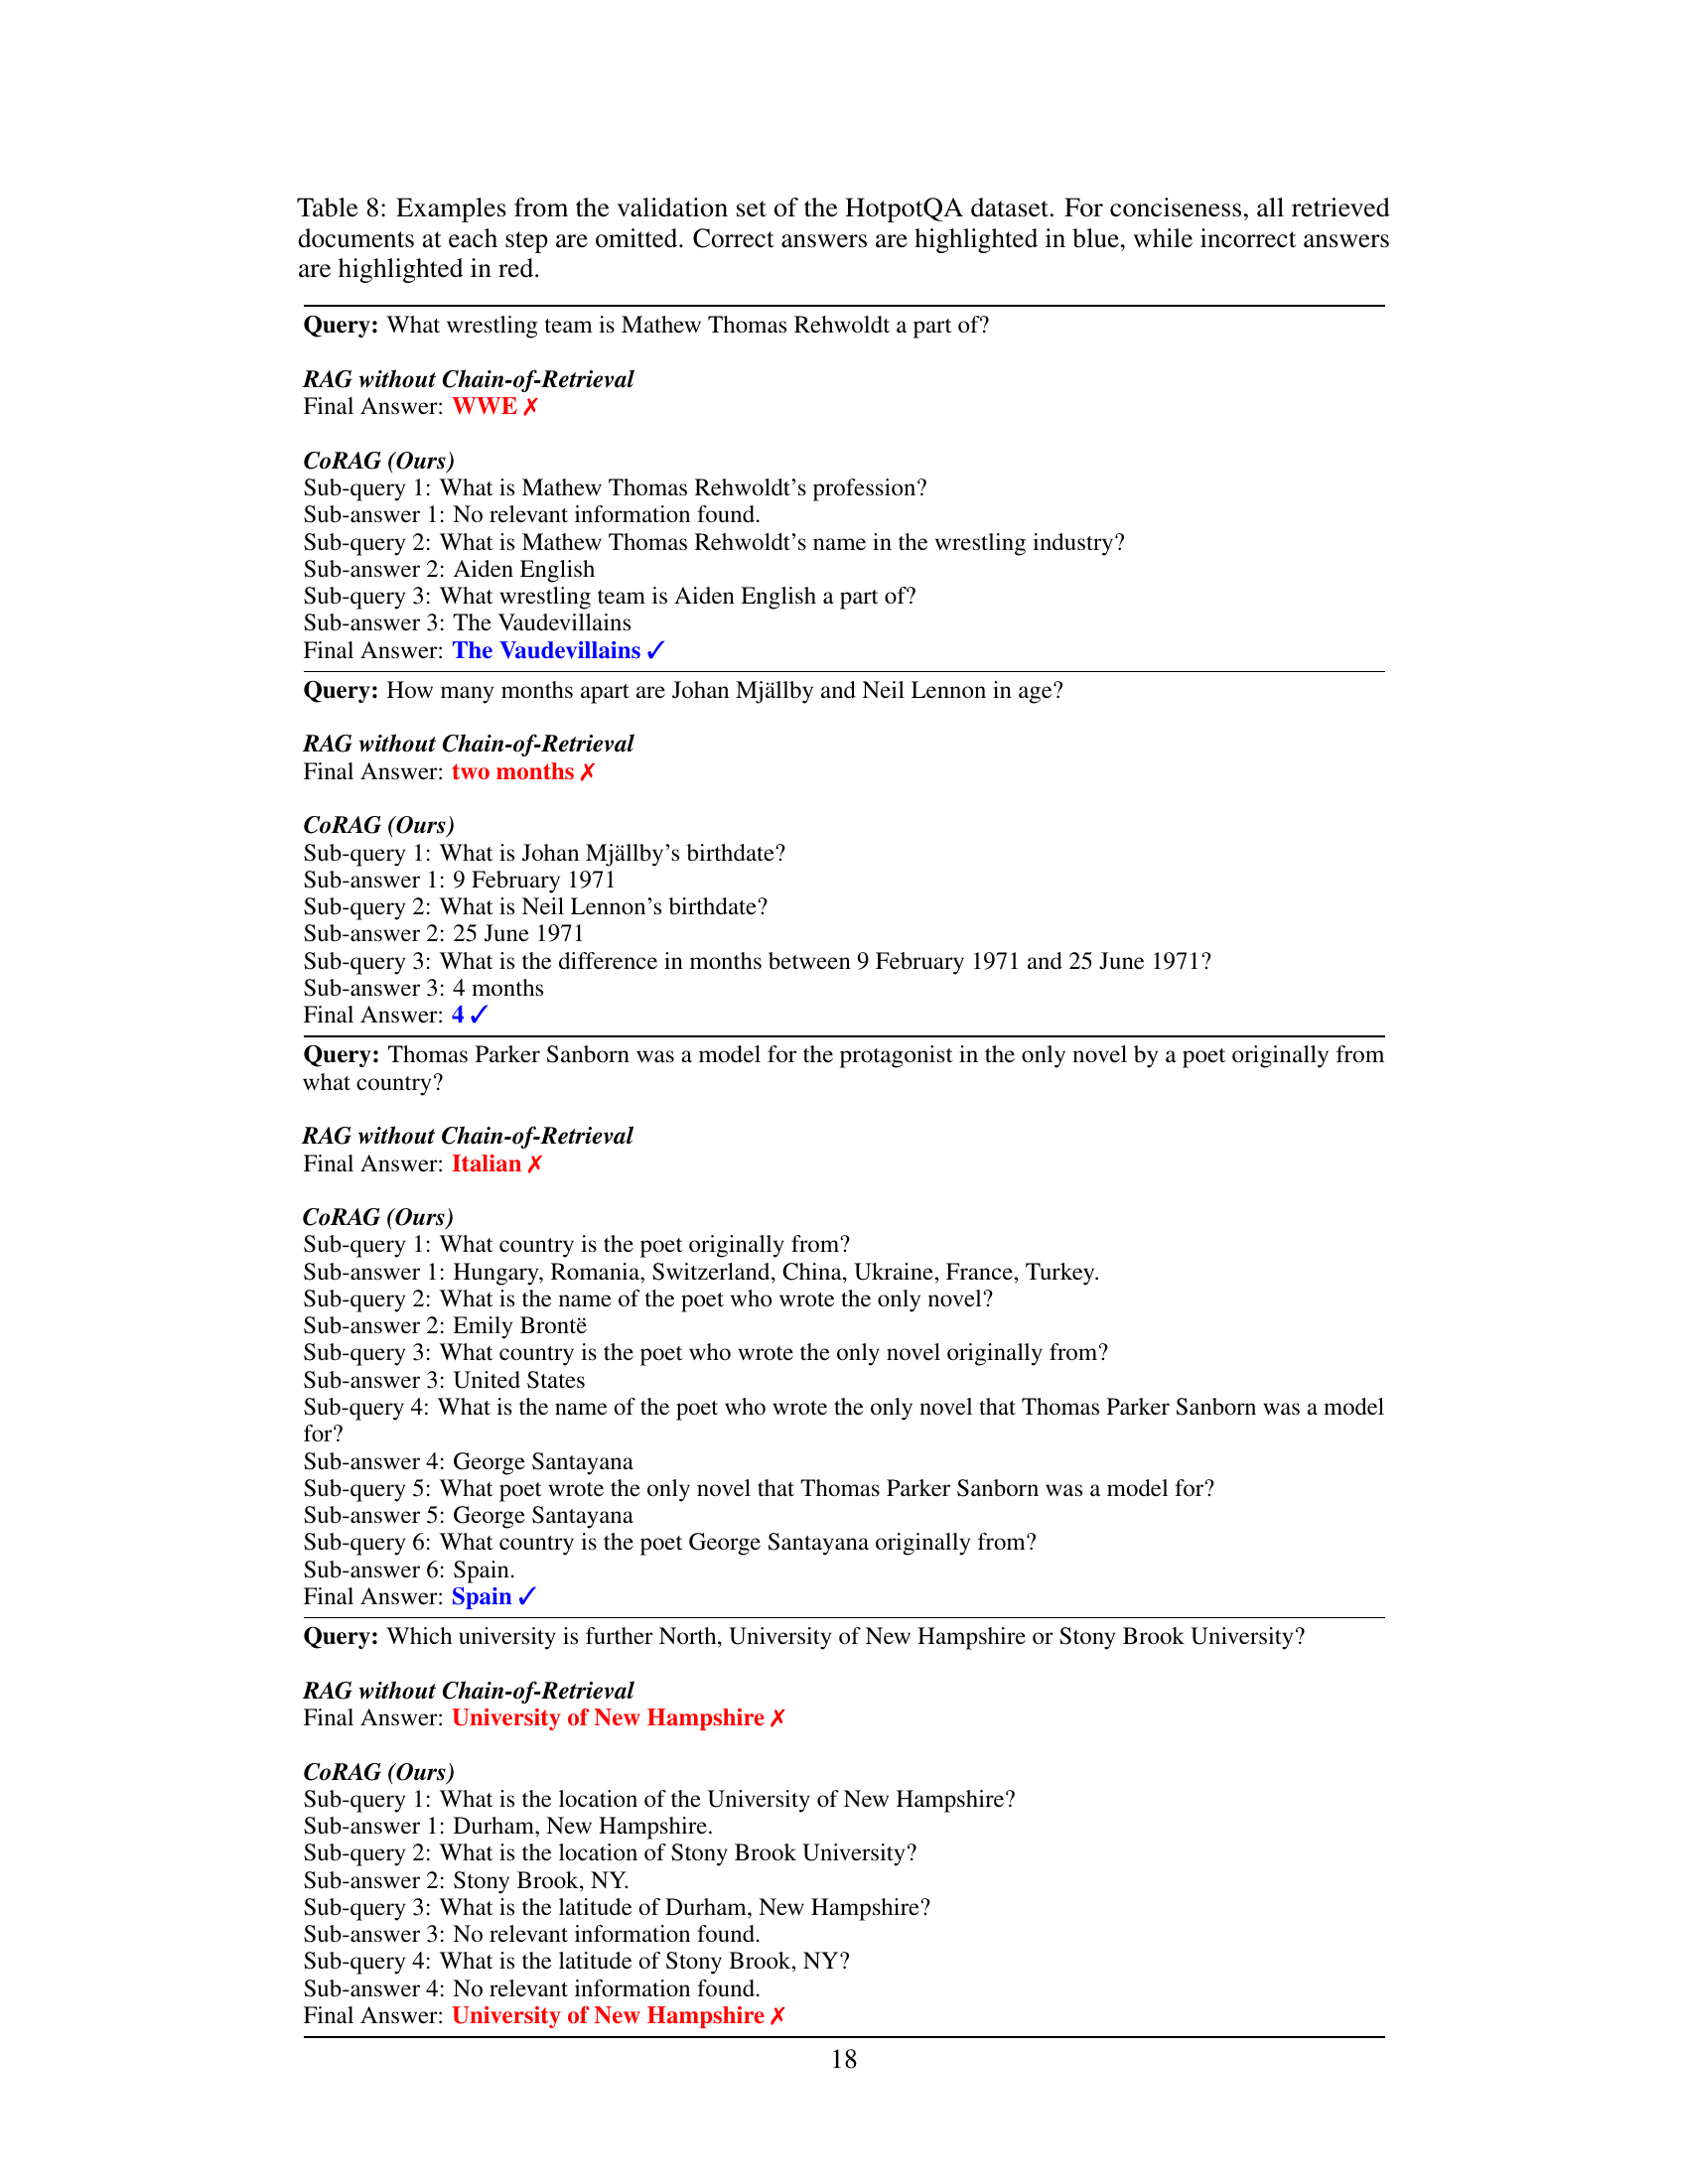 Table 8: Examples from the validation set of the HotpotQA dataset. For conciseness, all retrieved
documents at each step are omitted. Correct answers are highlighted in blue, while incorrect answers
are highlighted in red.
Query: What wrestling team is Mathew Thomas Rehwoldt a part of?
RAG without Chain-of-Retrieval
Final Answer: WWE ✗
CoRAG (Ours)
Sub-query 1: What is Mathew Thomas Rehwoldt's profession?
Sub-answer 1: No relevant information found.
Sub-query 2: What is Mathew Thomas Rehwoldt's name in the wrestling industry?
Sub-answer 2: Aiden English
Sub-query 3: What wrestling team is Aiden English a part of?
Sub-answer 3: The Vaudevillains
Final Answer: The Vaudevillains ✓
Query: How many months apart are Johan Mjällby and Neil Lennon in age?
RAG without Chain-of-Retrieval
Final Answer: two months ✗
CoRAG (Ours)
Sub-query 1: What is Johan Mjällby's birthdate?
Sub-answer 1: 9 February 1971
Sub-query 2: What is Neil Lennon's birthdate?
Sub-answer 2: 25 June 1971
Sub-query 3: What is the difference in months between 9 February 1971 and 25 June 1971?
Sub-answer 3: 4 months
Final Answer: 4 ✓
Query: Thomas Parker Sanborn was a model for the protagonist in the only novel by a poet originally from
what country?
RAG without Chain-of-Retrieval
Final Answer: Italian ✗
CoRAG (Ours)
Sub-query 1: What country is the poet originally from?
Sub-answer 1: Hungary, Romania, Switzerland, China, Ukraine, France, Turkey.
Sub-query 2: What is the name of the poet who wrote the only novel?
Sub-answer 2: Emily Brontë
Sub-query 3: What country is the poet who wrote the only novel originally from?
Sub-answer 3: United States
Sub-query 4: What is the name of the poet who wrote the only novel that Thomas Parker Sanborn was a model
for?
Sub-answer 4: George Santayana
Sub-query 5: What poet wrote the only novel that Thomas Parker Sanborn was a model for?
Sub-answer 5: George Santayana
Sub-query 6: What country is the poet George Santayana originally from?
Sub-answer 6: Spain.
Final Answer: Spain ✓
Query: Which university is further North, University of New Hampshire or Stony Brook University?
RAG without Chain-of-Retrieval
Final Answer: University of New Hampshire ✗
CoRAG (Ours)
Sub-query 1: What is the location of the University of New Hampshire?
Sub-answer 1: Durham, New Hampshire.
Sub-query 2: What is the location of Stony Brook University?
Sub-answer 2: Stony Brook, NY.
Sub-query 3: What is the latitude of Durham, New Hampshire?
Sub-answer 3: No relevant information found.
Sub-query 4: What is the latitude of Stony Brook, NY?
Sub-answer 4: No relevant information found.
Final Answer: University of New Hampshire ✗
18